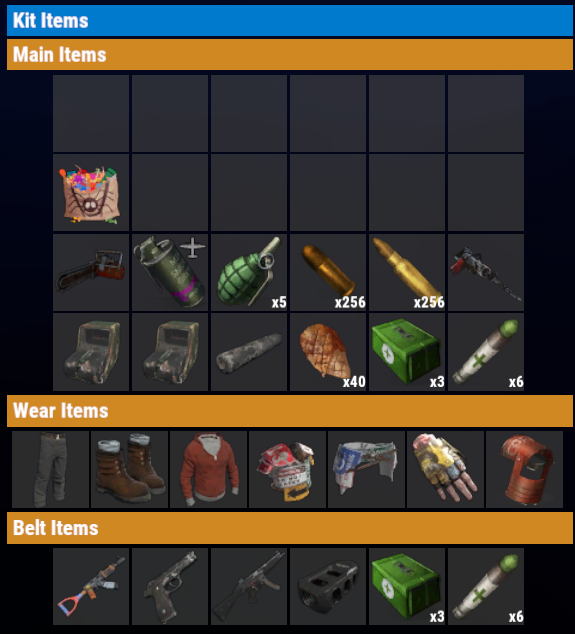 Kit Items
Main Items
x5 x256 x256
x40 x3 x6
Wear Items
Belt Items
x3 x6